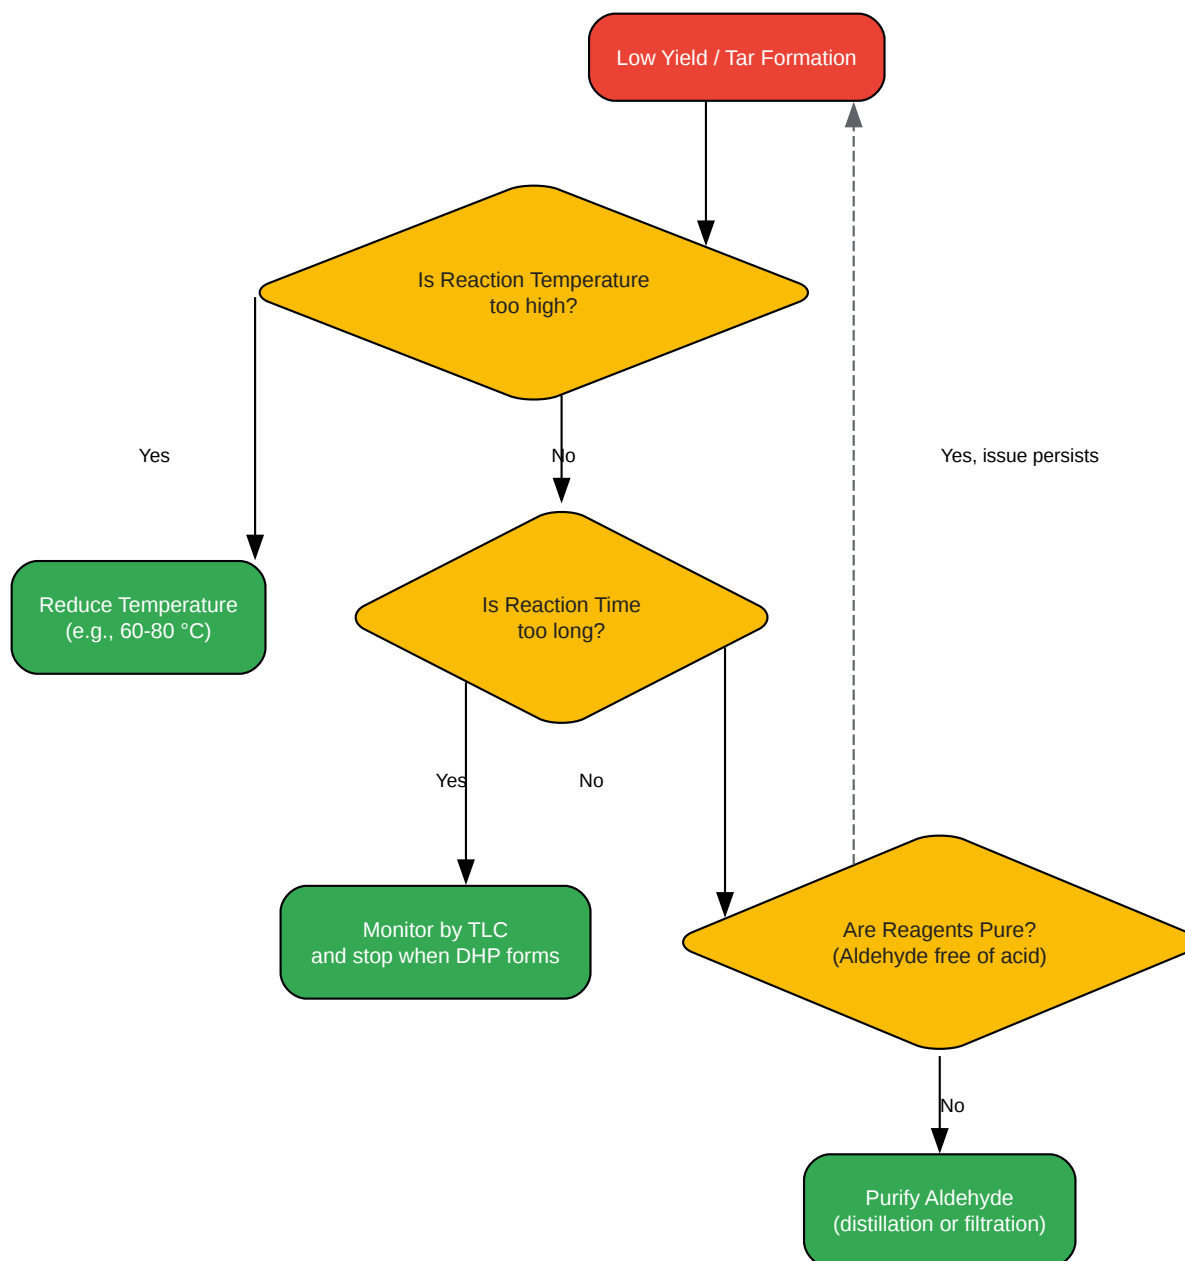 Low Yield / Tar Formation
Is Reaction Temperature
too high?
Yes
No
Yes, issue persists
Reduce Temperature
(e.g., 60-80 °C)
Is Reaction Time
too long?
Yes
No
Monitor by TLC
and stop when DHP forms
Are Reagents Pure?
(Aldehyde free of acid)
No
Purify Aldehyde
(distillation or filtration)